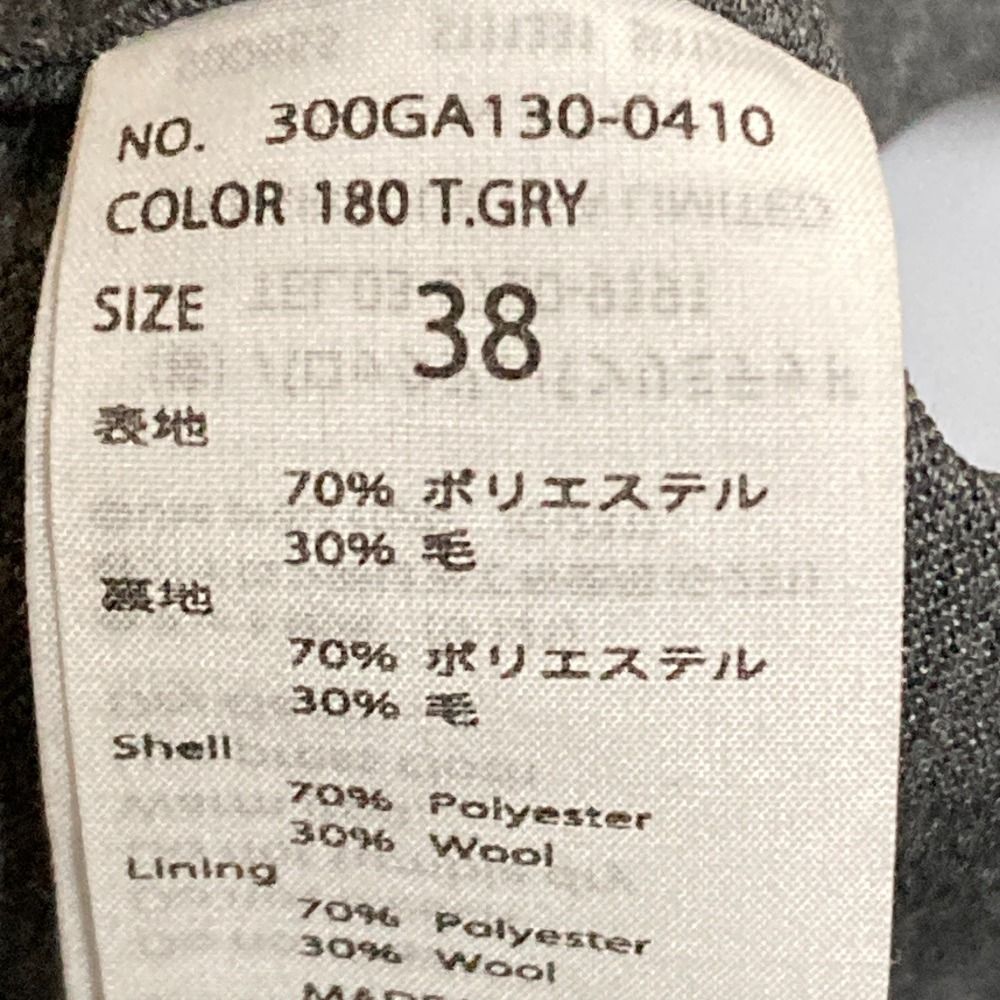 NO. 300GA130-0410
COLOR 180 T.GRY
SIZE 38
表地
70% ポリエステル
30% 毛
裏地
70% ポリエステル
30% 毛
Shell
70% Polyester
30% Wool
Lining
70% Polyester
30% Wool